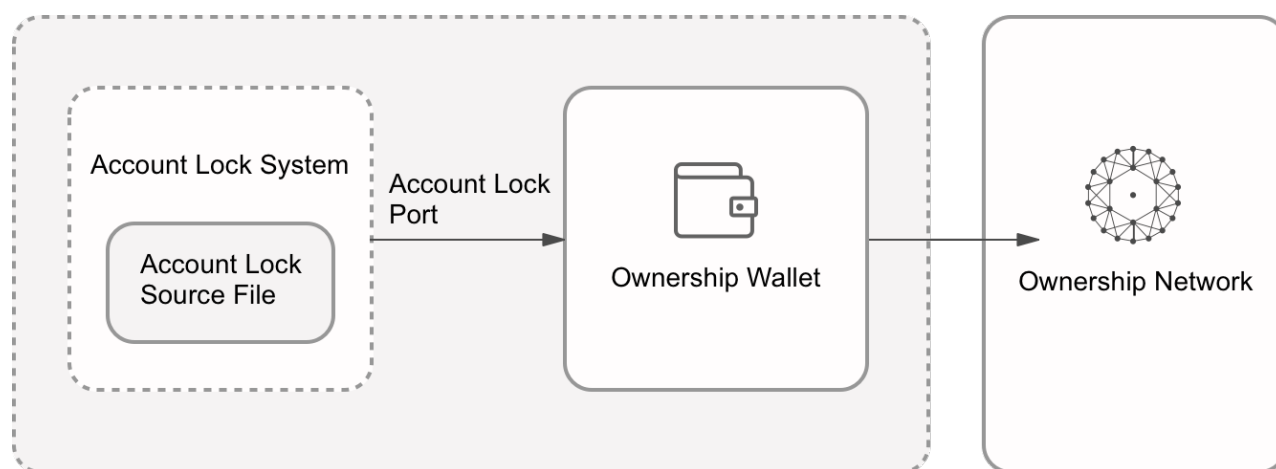 Account Lock System
Account Lock
Port
Account Lock
Source File
Ownership Wallet
Ownership Network